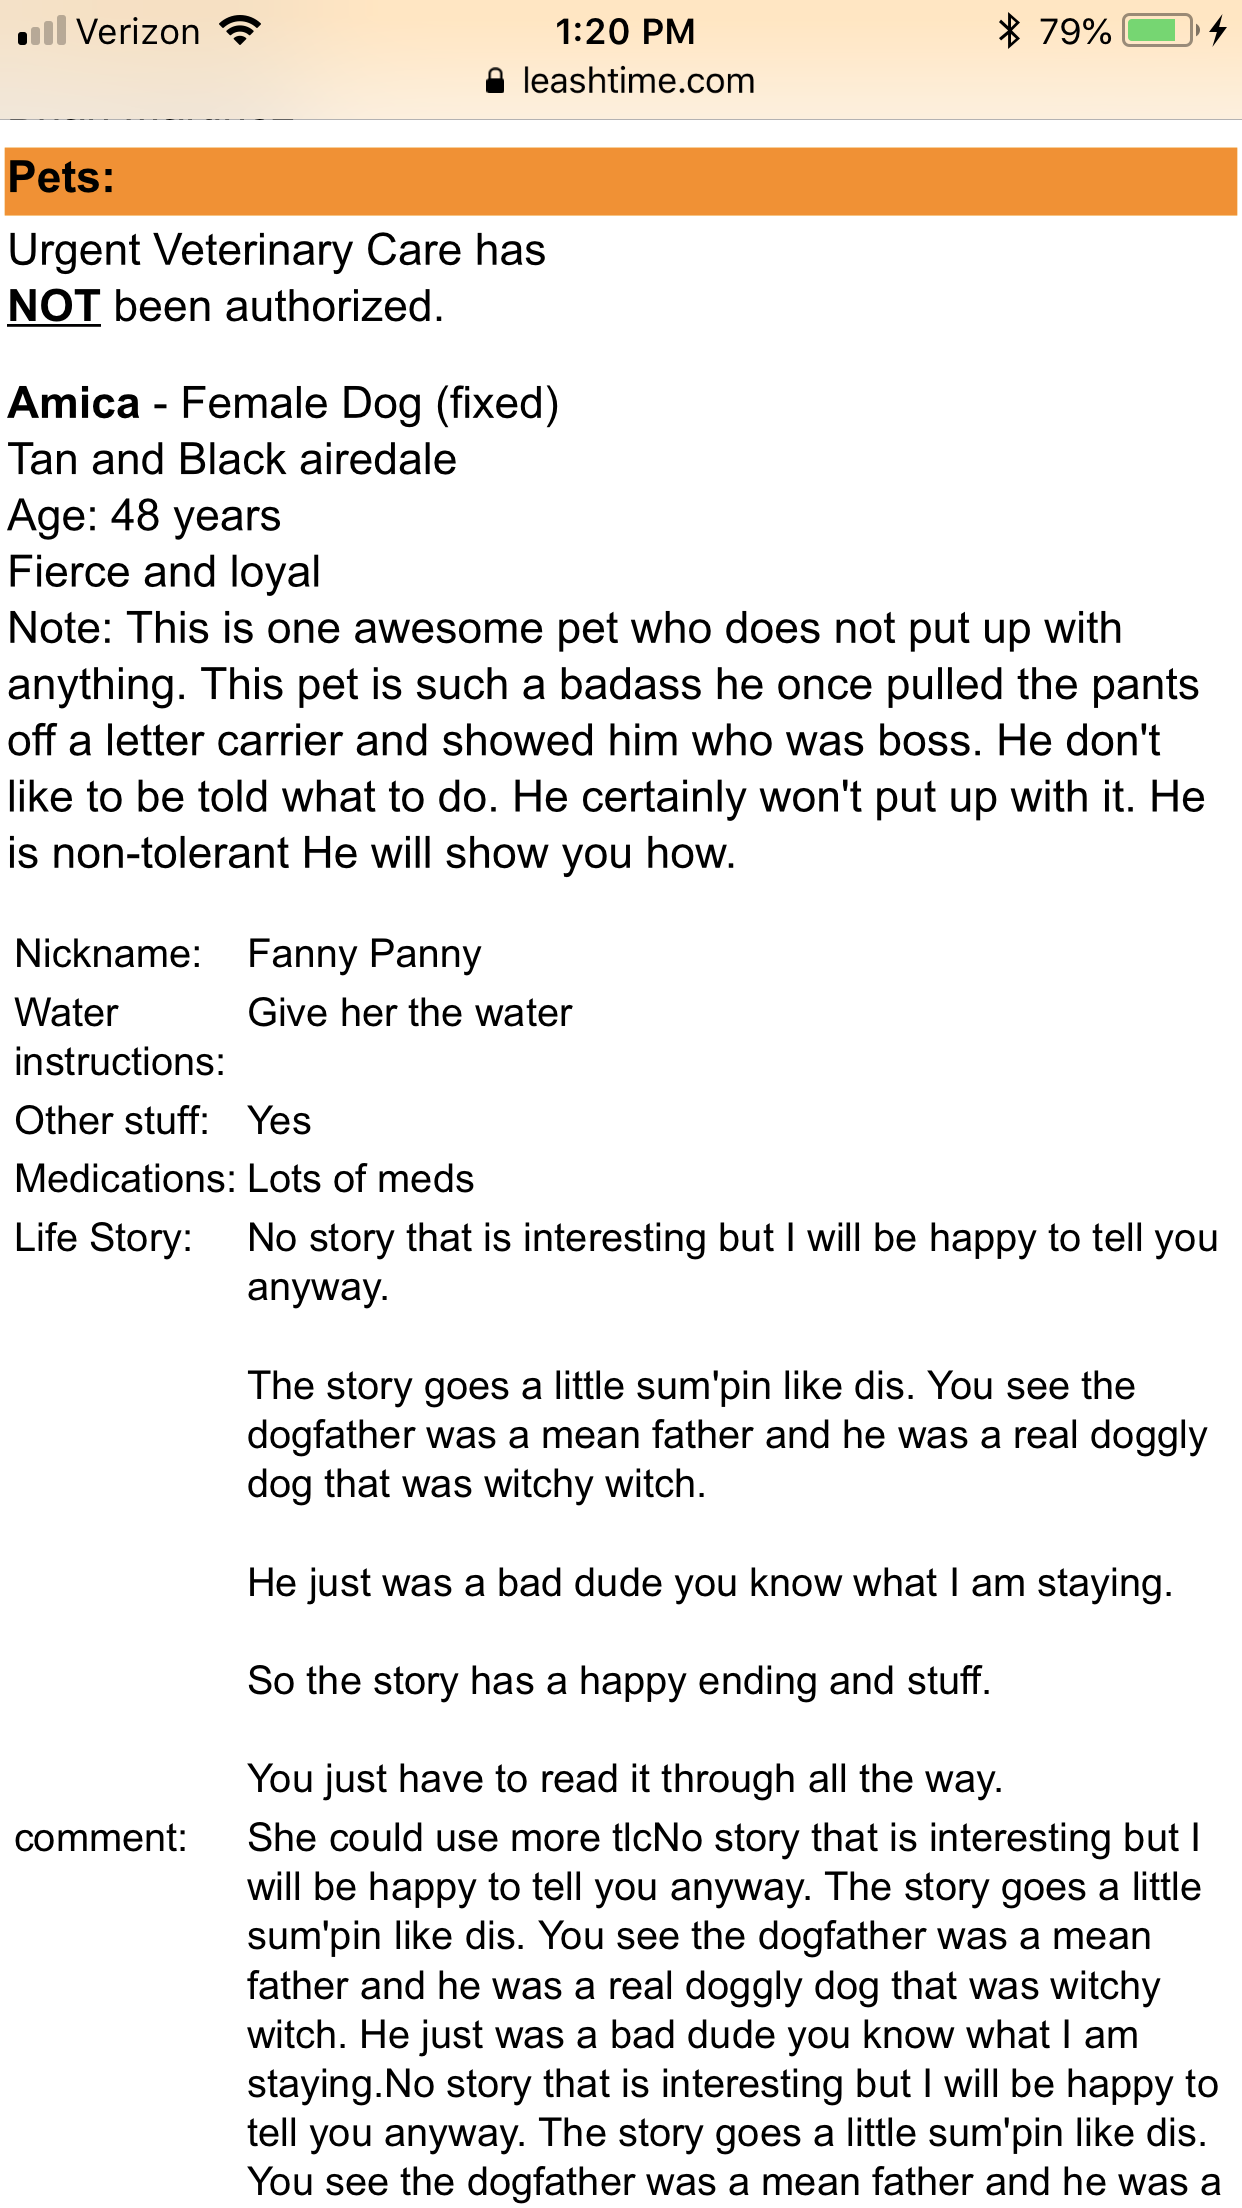 Verizon 1:20 PM 79%
leashtime.com
Pets:
Urgent Veterinary Care has
NOT been authorized.
Amica - Female Dog (fixed)
Tan and Black airedale
Age: 48 years
Fierce and loyal
Note: This is one awesome pet who does not put up with
anything. This pet is such a badass he once pulled the pants
off a letter carrier and showed him who was boss. He don't
like to be told what to do. He certainly won't put up with it. He
is non-tolerant He will show you how.
Nickname: Fanny Panny
Water Give her the water
instructions:
Other stuff: Yes
Medications: Lots of meds
Life Story: No story that is interesting but I will be happy to tell you
anyway.
The story goes a little sum'pin like dis. You see the
dogfather was a mean father and he was a real doggly
dog that was witchy witch.
He just was a bad dude you know what I am staying.
So the story has a happy ending and stuff.
You just have to read it through all the way.
comment: She could use more tlcNo story that is interesting but I
will be happy to tell you anyway. The story goes a little
sum'pin like dis. You see the dogfather was a mean
father and he was a real doggly dog that was witchy
witch. He just was a bad dude you know what I am
staying.No story that is interesting but I will be happy to
tell you anyway. The story goes a little sum'pin like dis.
You see the dogfather was a mean father and he was a